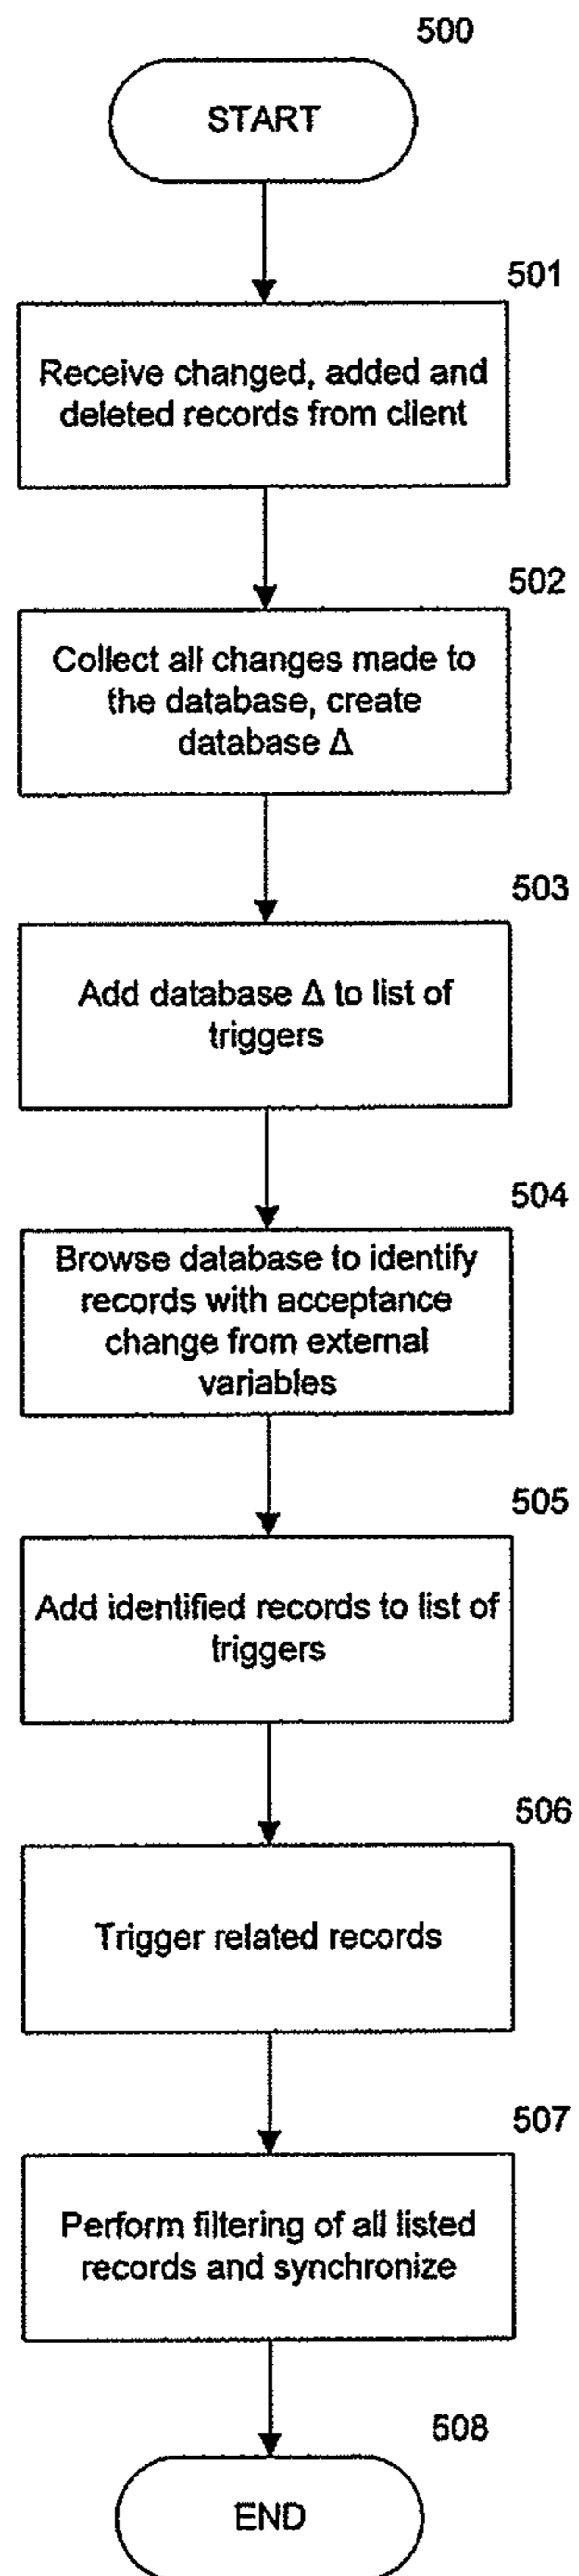 500
START
501
Receive changed, added and
deleted records from client
502
Collect all changes made to
the database, create
database Δ
503
Add database Δ to list of
triggers
504
Browse database to identify
records with acceptance
change from external
variables
505
Add identified records to list of
triggers
506
Trigger related records
507
Perform filtering of all listed
records and synchronize
508
END